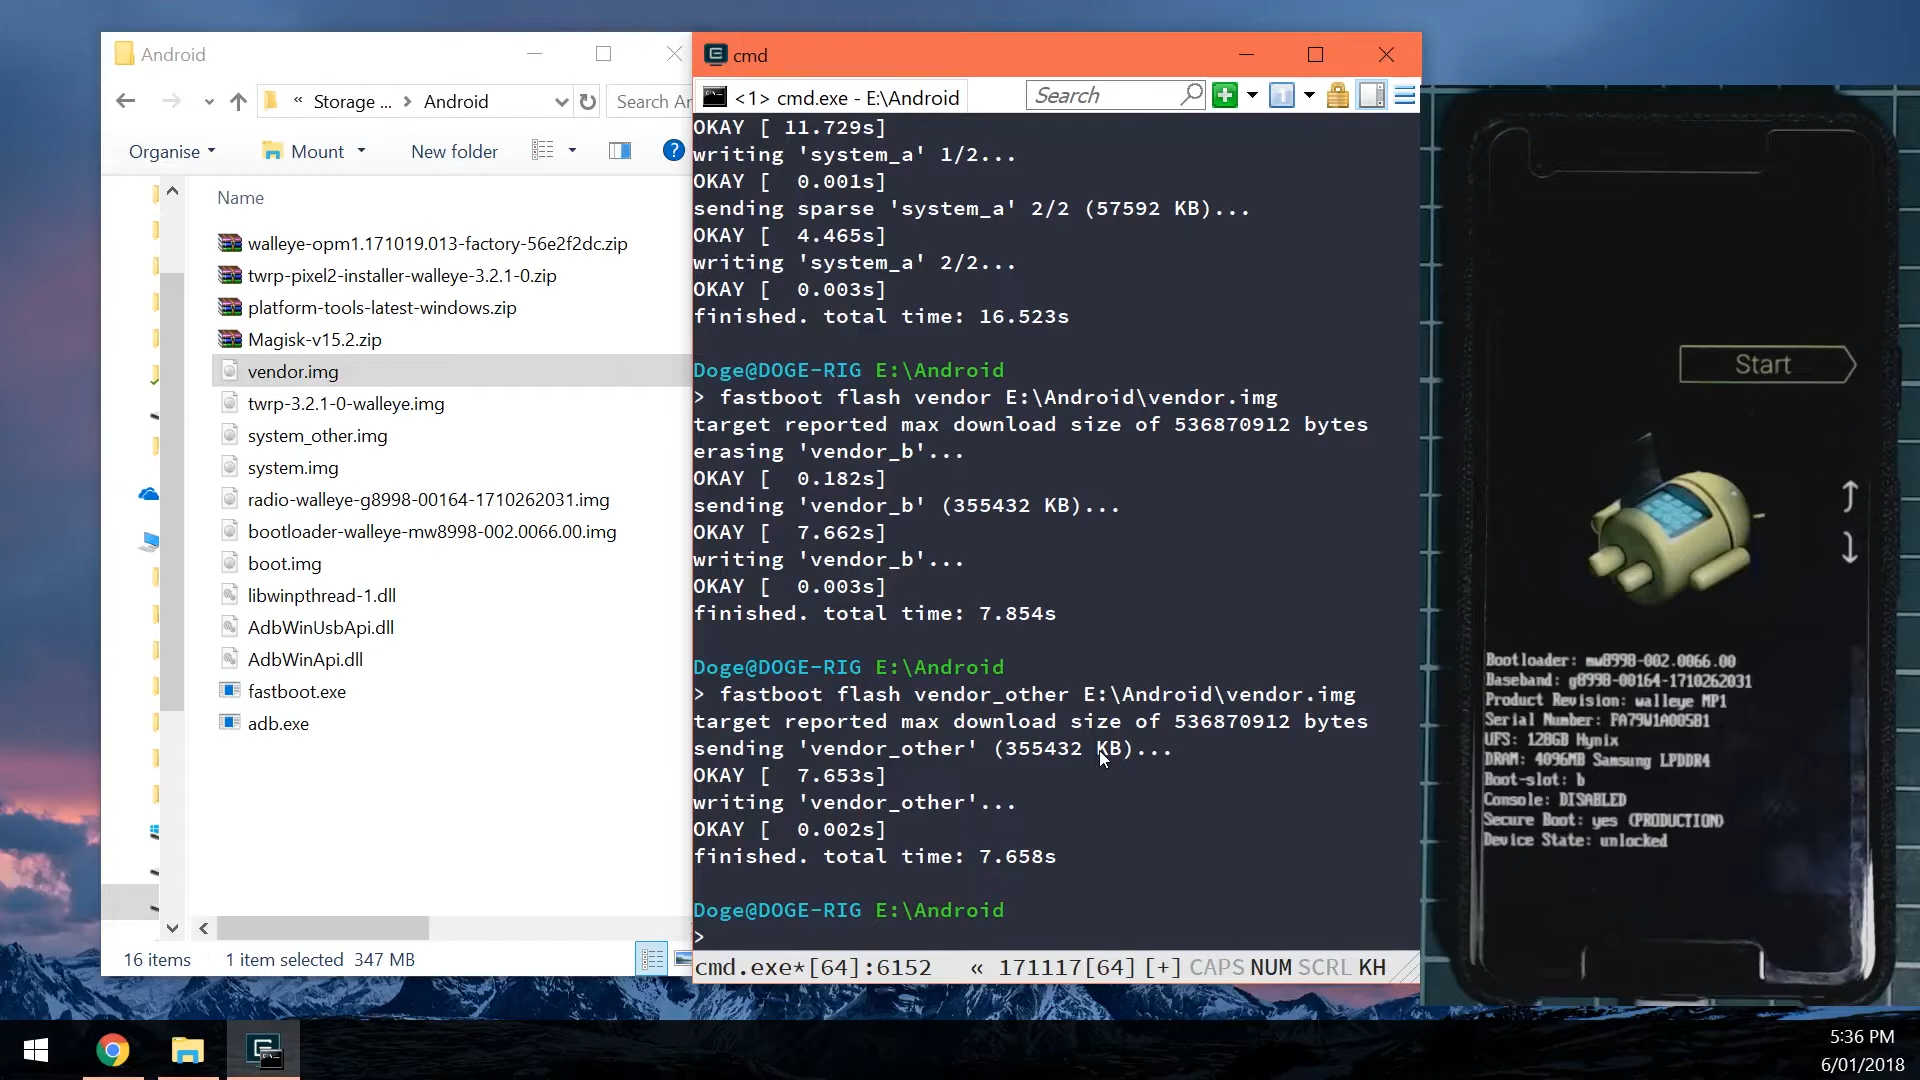 Android
« Storage ... > Android
Search Ar
Organise
Mount
New folder
Name
walleye-opm1.171019.013-factory-56e2f2dc.zip
twrp-pixel2-installer-walleye-3.2.1-0.zip
platform-tools-latest-windows.zip
Magisk-v15.2.zip
vendor.img
twrp-3.2.1-0-walleye.img
system_other.img
system.img
radio-walleye-g8998-00164-1710262031.img
bootloader-walleye-mw8998-002.0066.00.img
boot.img
libwinpthread-1.dll
AdbWinUsbApi.dll
AdbWinApi.dll
fastboot.exe
adb.exe
16 items 1 item selected 347 MB
cmd
<1> cmd.exe - E:\Android
Search
1
OKAY [ 11.729s]
writing 'system_a' 1/2...
OKAY [  0.001s]
sending sparse 'system_a' 2/2 (57592 KB)...
OKAY [  4.465s]
writing 'system_a' 2/2...
OKAY [  0.003s]
finished. total time: 16.523s
Doge@DOGE-RIG E:\Android
> fastboot flash vendor E:\Android\vendor.img
target reported max download size of 536870912 bytes
erasing 'vendor_b'...
OKAY [  0.182s]
sending 'vendor_b' (355432 KB)...
OKAY [  7.662s]
writing 'vendor_b'...
OKAY [  0.003s]
finished. total time: 7.854s
Doge@DOGE-RIG E:\Android
> fastboot flash vendor_other E:\Android\vendor.img
target reported max download size of 536870912 bytes
sending 'vendor_other' (355432 KB)...
OKAY [  7.653s]
writing 'vendor_other'...
OKAY [  0.002s]
finished. total time: 7.658s
Doge@DOGE-RIG E:\Android
>
cmd.exe*[64]:6152 « 171117[64] [+] CAPS NUM SCRL KH
Start
Bootloader: mw8998-002.0066.00
Baseband: g8998-00164-1710262031
Product Revision: walleye MP1
Serial Number: FA79W1A00581
UFS: 128GB Hynix
DRAM: 4096MB Samsung LPDDR4
Boot-slot: b
Console: DISABLED
Secure Boot: yes (PRODUCTION)
Device State: unlocked
5:36 PM
6/01/2018